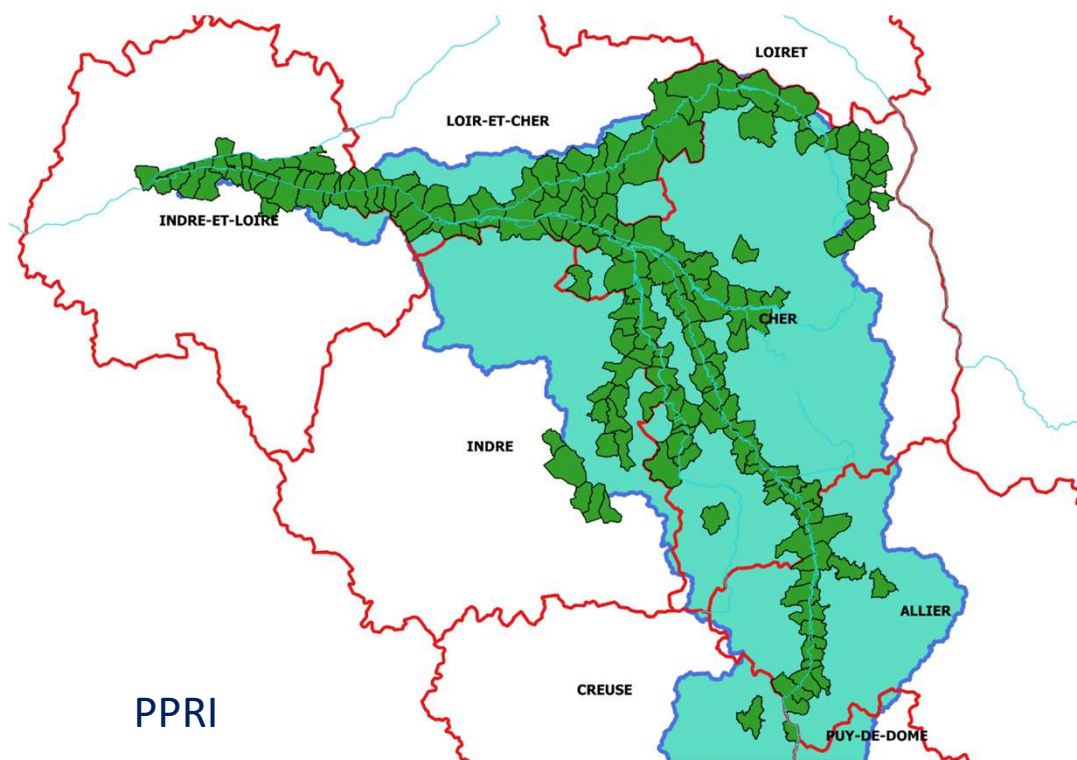 LOIRET
LOIR-ET-CHER
INDRE-ET-LOIRE
CHER
INDRE
ALLIER
CREUSE
PPRI
PUY-DE-DOME